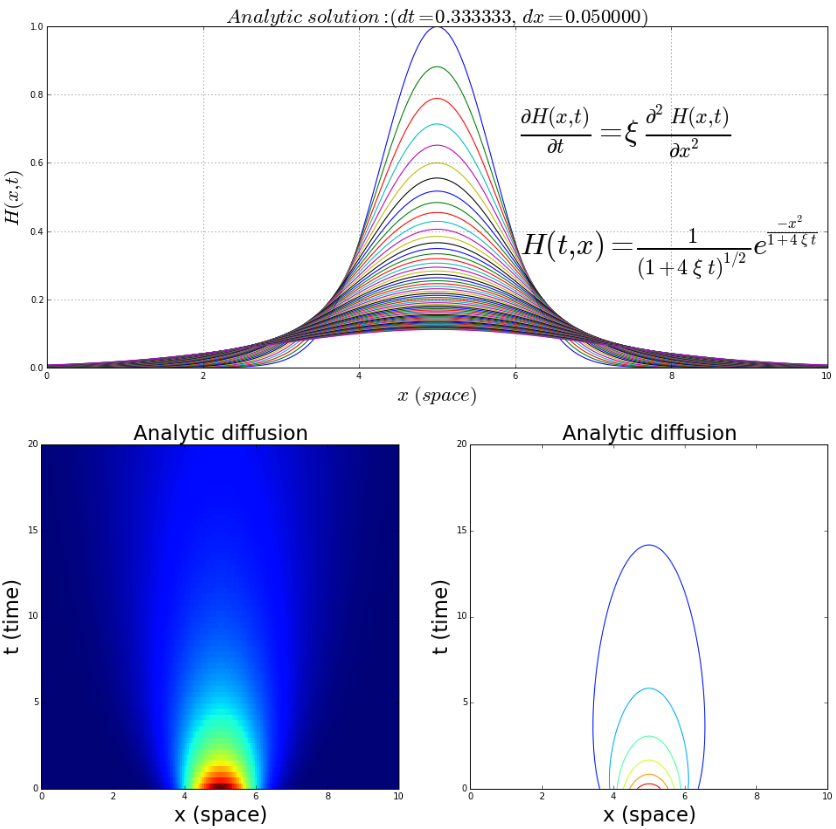 Analytic solution:(dt=0.333333, dx=0.050000)
H(x,t)
1.0
0.8
0.6
0.4
0.2
0.0
∂H(x,t)/∂t = ξ ∂² H(x,t)/∂x²
H(t,x) = 1/(1+4 ξ t)^{1/2} e^{-x²/(1+4 ξ t)}
0 2 4 6 8 10
x (space)
Analytic diffusion
t (time)
20
15
10
5
0
0 2 4 6 8 10
x (space)
Analytic diffusion
t (time)
20
15
10
5
0
0 2 4 6 8 10
x (space)